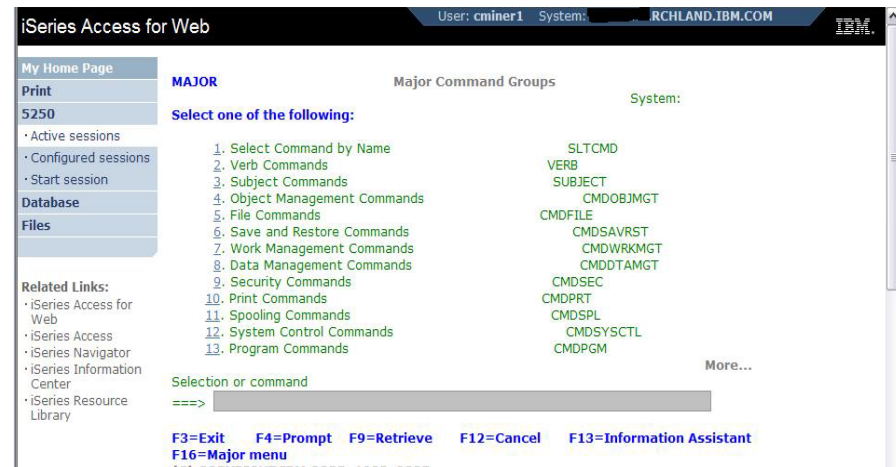 iSeries Access for Web
User: cminer1 System: RCHLAND.IBM.COM
IBM.
My Home Page
Print
5250
· Active sessions
· Configured sessions
· Start session
Database
Files
Related Links:
· iSeries Access for
Web
· iSeries Access
· iSeries Navigator
· iSeries Information
Center
· iSeries Resource
Library
MAJOR Major Command Groups
System:
Select one of the following:
1. Select Command by Name SLTCMD
2. Verb Commands VERB
3. Subject Commands SUBJECT
4. Object Management Commands CMDOBJMGT
5. File Commands CMDFILE
6. Save and Restore Commands CMDSAVRST
7. Work Management Commands CMDWRKMGT
8. Data Management Commands CMDDTAMGT
9. Security Commands CMDSEC
10. Print Commands CMDPRT
11. Spooling Commands CMDSPL
12. System Control Commands CMDSYSCTL
13. Program Commands CMDPGM
More...
Selection or command
===>
F3=Exit F4=Prompt F9=Retrieve F12=Cancel F13=Information Assistant
F16=Major menu